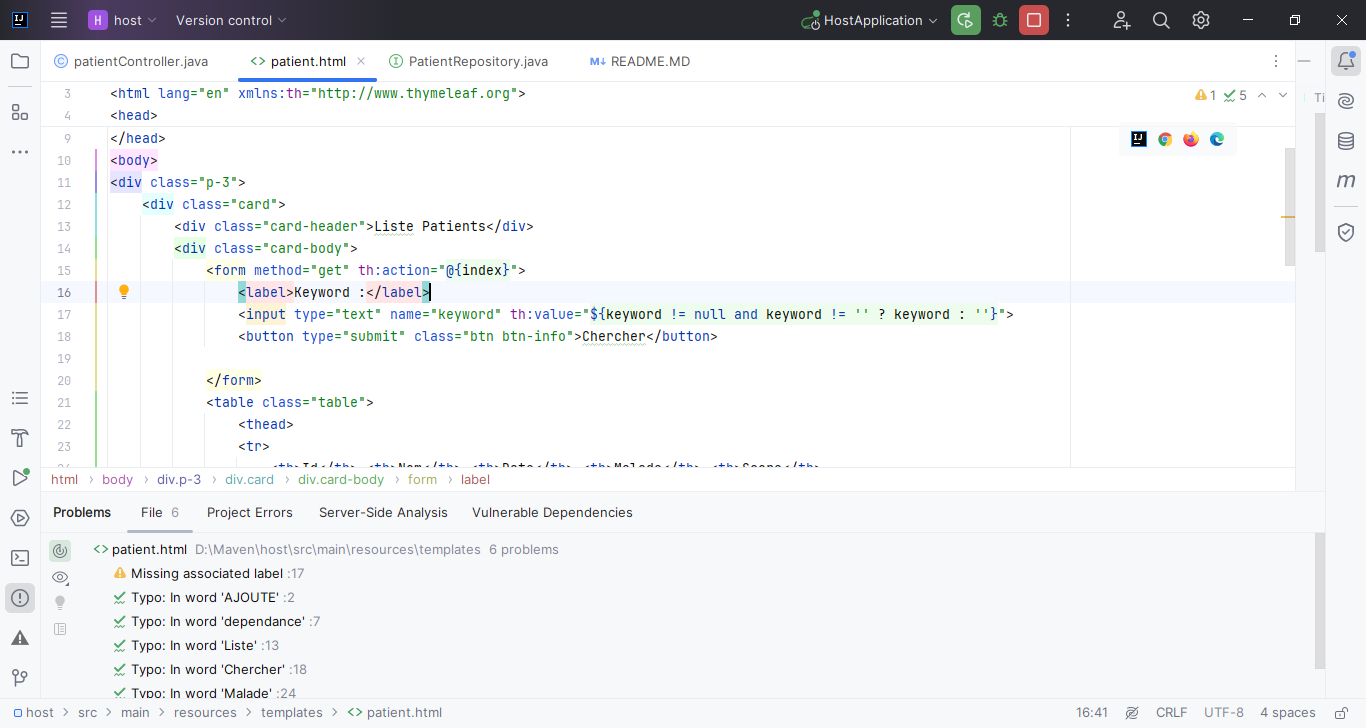 H host Version control HostApplication
patientController.java patient.html PatientRepository.java M↓ README.MD
3 <html lang="en" xmlns:th="http://www.thymeleaf.org"> 1 5 Ti
4 <head>
9 </head>
10 <body>
11 <div class="p-3">
12 <div class="card">
13 <div class="card-header">Liste Patients</div>
14 <div class="card-body">
15 <form method="get" th:action="@{index}">
16 <label>Keyword :</label>
17 <input type="text" name="keyword" th:value="${keyword != null and keyword != '' ? keyword : ''}">
18 <button type="submit" class="btn btn-info">Chercher</button>
19
20 </form>
21 <table class="table">
22 <thead>
23 <tr>
html › body › div.p-3 › div.card › div.card-body › form › label
Problems File 6 Project Errors Server-Side Analysis Vulnerable Dependencies
patient.html D:\Maven\host\src\main\resources\templates 6 problems
Missing associated label :17
Typo: In word 'AJOUTE' :2
Typo: In word 'dependance' :7
Typo: In word 'Liste' :13
Typo: In word 'Chercher' :18
Typo: In word 'Malade' :24
host > src > main > resources > templates > patient.html 16:41 CRLF UTF-8 4 spaces